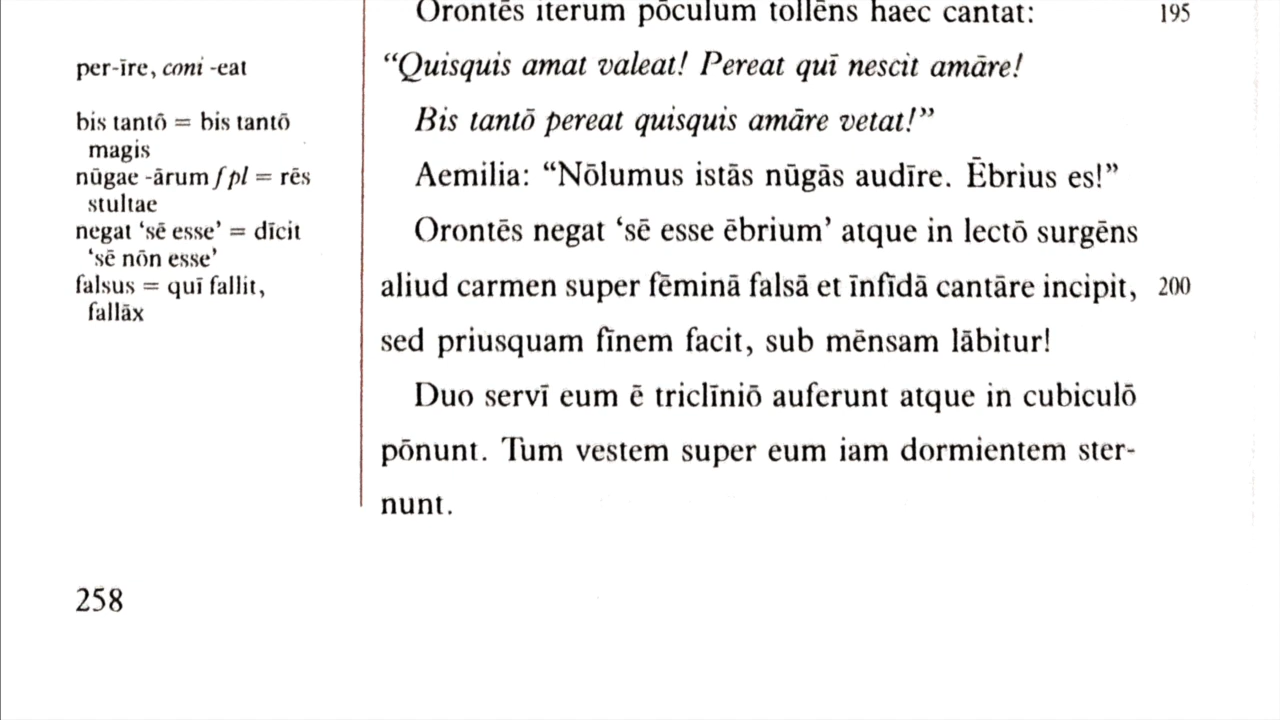 Orontēs iterum pōculum tollēns haec cantat: 195
per-īre, coni -eat
“Quisquis amat valeat! Pereat quī nescit amāre!
bis tantō = bis tantō
magis
Bis tantō pereat quisquis amāre vetat!”
nūgae -ārum f pl = rēs
stultae
Aemilia: “Nōlumus istās nūgās audīre. Ēbrius es!”
negat ‘sē esse’ = dīcit
‘sē nōn esse’
Orontēs negat ‘sē esse ēbrium’ atque in lectō surgēns
falsus = quī fallit,
fallāx
aliud carmen super fēminā falsā et īnfīdā cantāre incipit, 200
sed priusquam fīnem facit, sub mēnsam lābitur!
Duo servī eum ē triclīniō auferunt atque in cubiculō
pōnunt. Tum vestem super eum iam dormientem ster-
nunt.
258